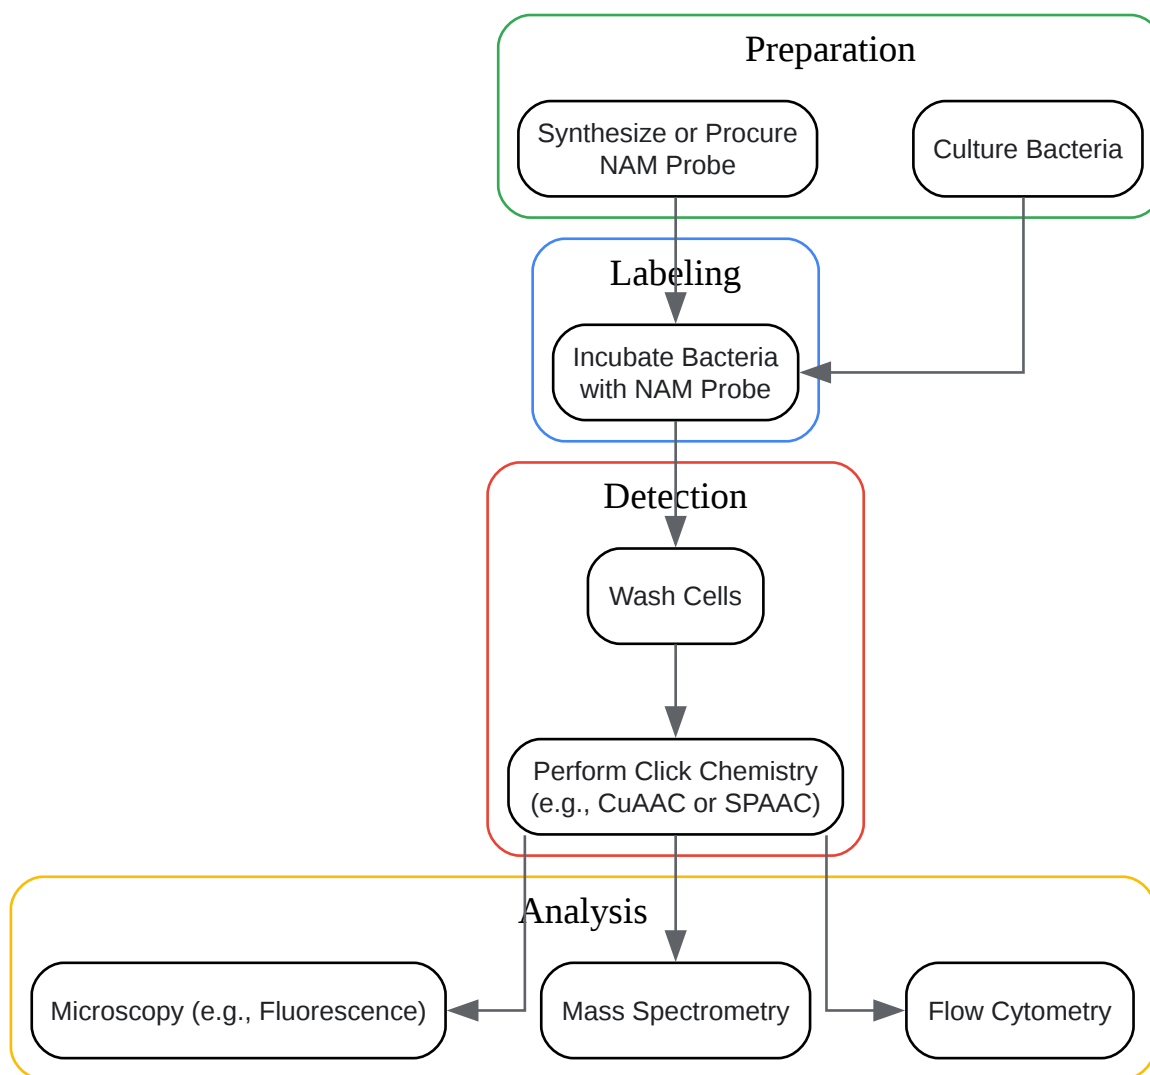 Preparation
Synthesize or Procure
NAM Probe
Culture Bacteria
Labeling
Incubate Bacteria
with NAM Probe
Detection
Wash Cells
Perform Click Chemistry
(e.g., CuAAC or SPAAC)
Analysis
Microscopy (e.g., Fluorescence)
Mass Spectrometry
Flow Cytometry